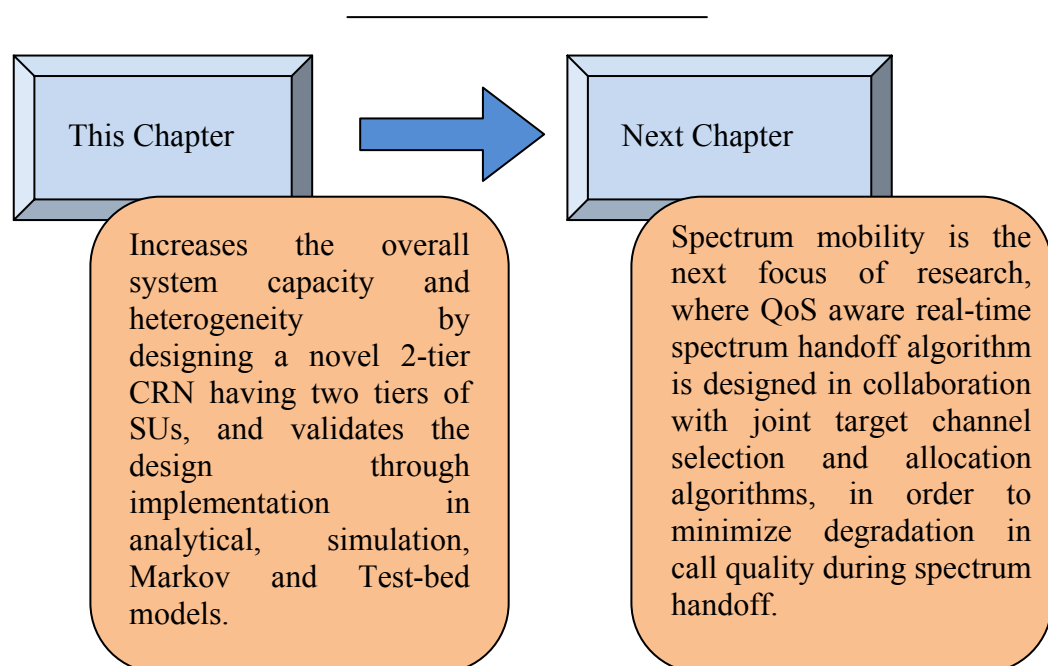 This Chapter
Next Chapter
Increases the overall
system capacity and
heterogeneity by
designing a novel 2-tier
CRN having two tiers of
SUs, and validates the
design through
implementation in
analytical, simulation,
Markov and Test-bed
models.
Spectrum mobility is the
next focus of research,
where QoS aware real-time
spectrum handoff algorithm
is designed in collaboration
with joint target channel
selection and allocation
algorithms, in order to
minimize degradation in
call quality during spectrum
handoff.